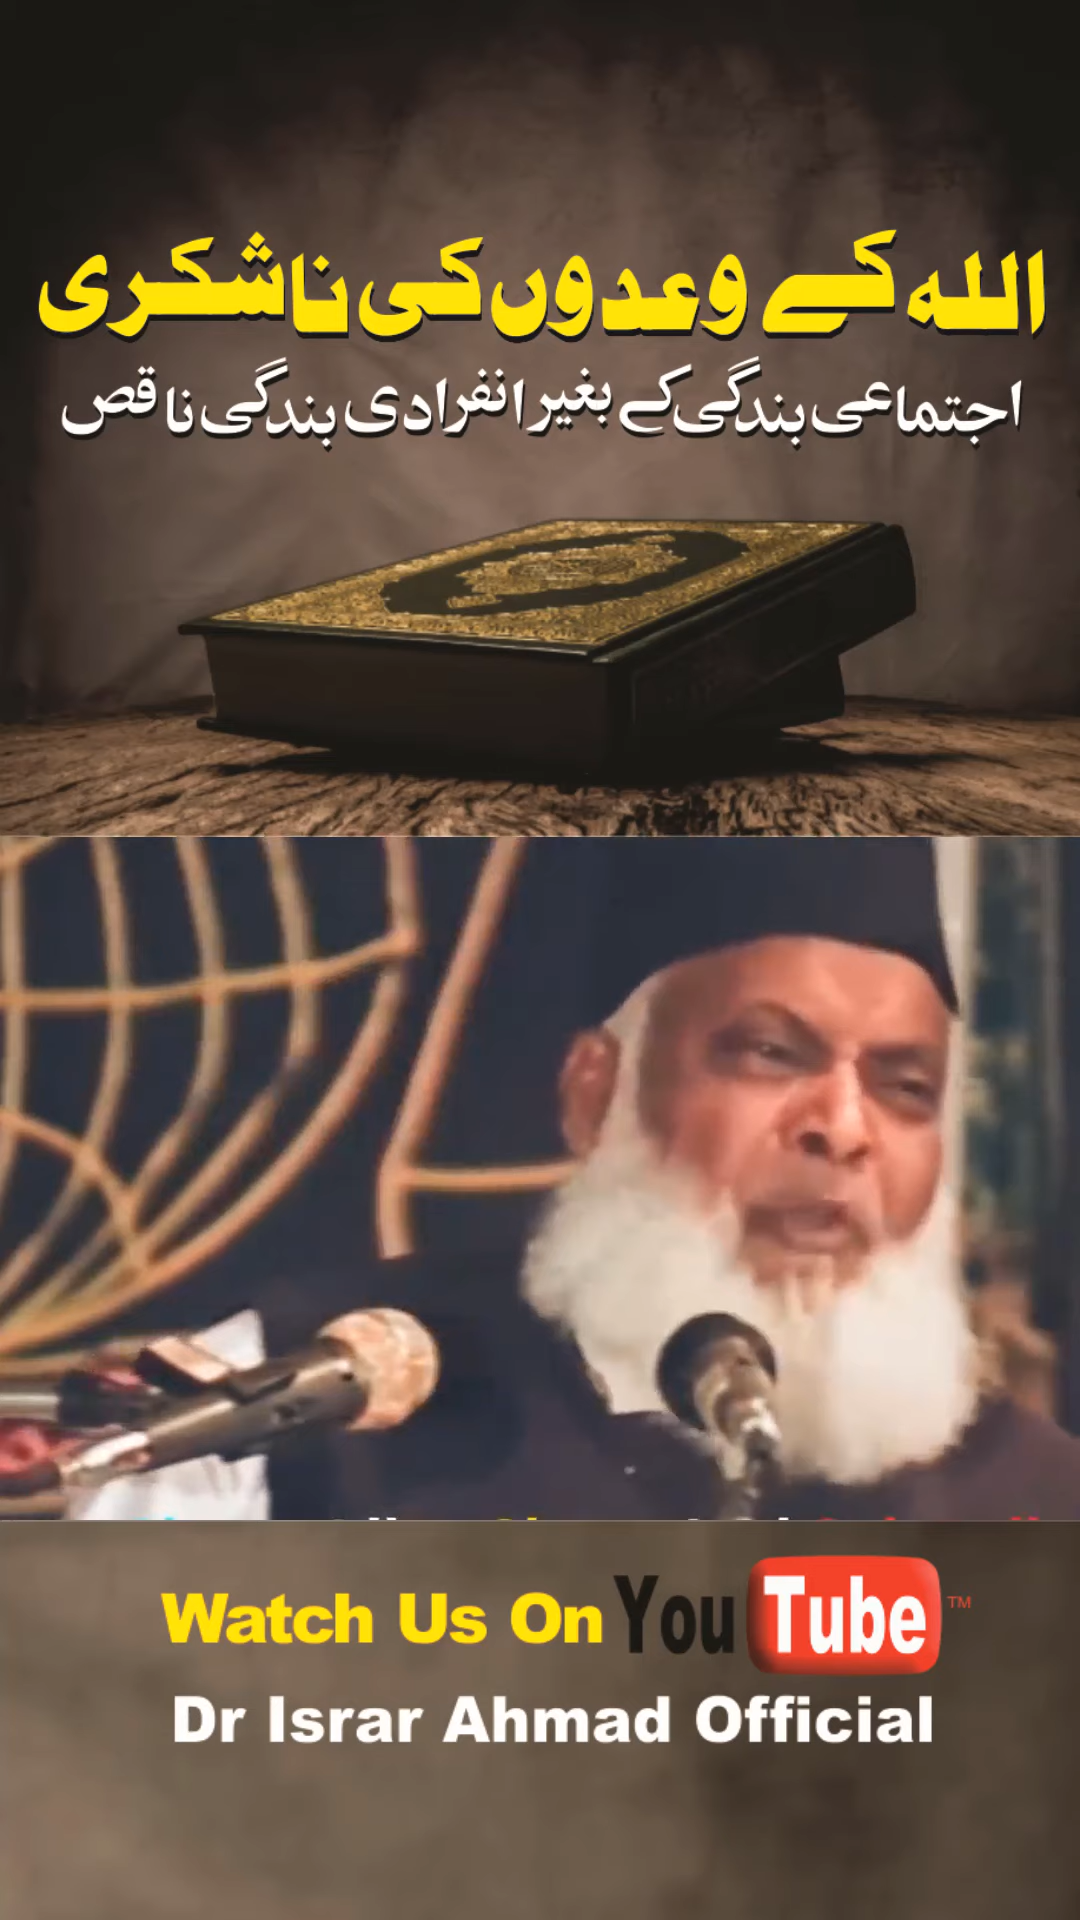 اللہ کے وعدوں کی ناشکری
اجتماعی بندگی کے بغیر انفرادی بندگی ناقص
Watch Us On YouTube™
Dr Israr Ahmad Official